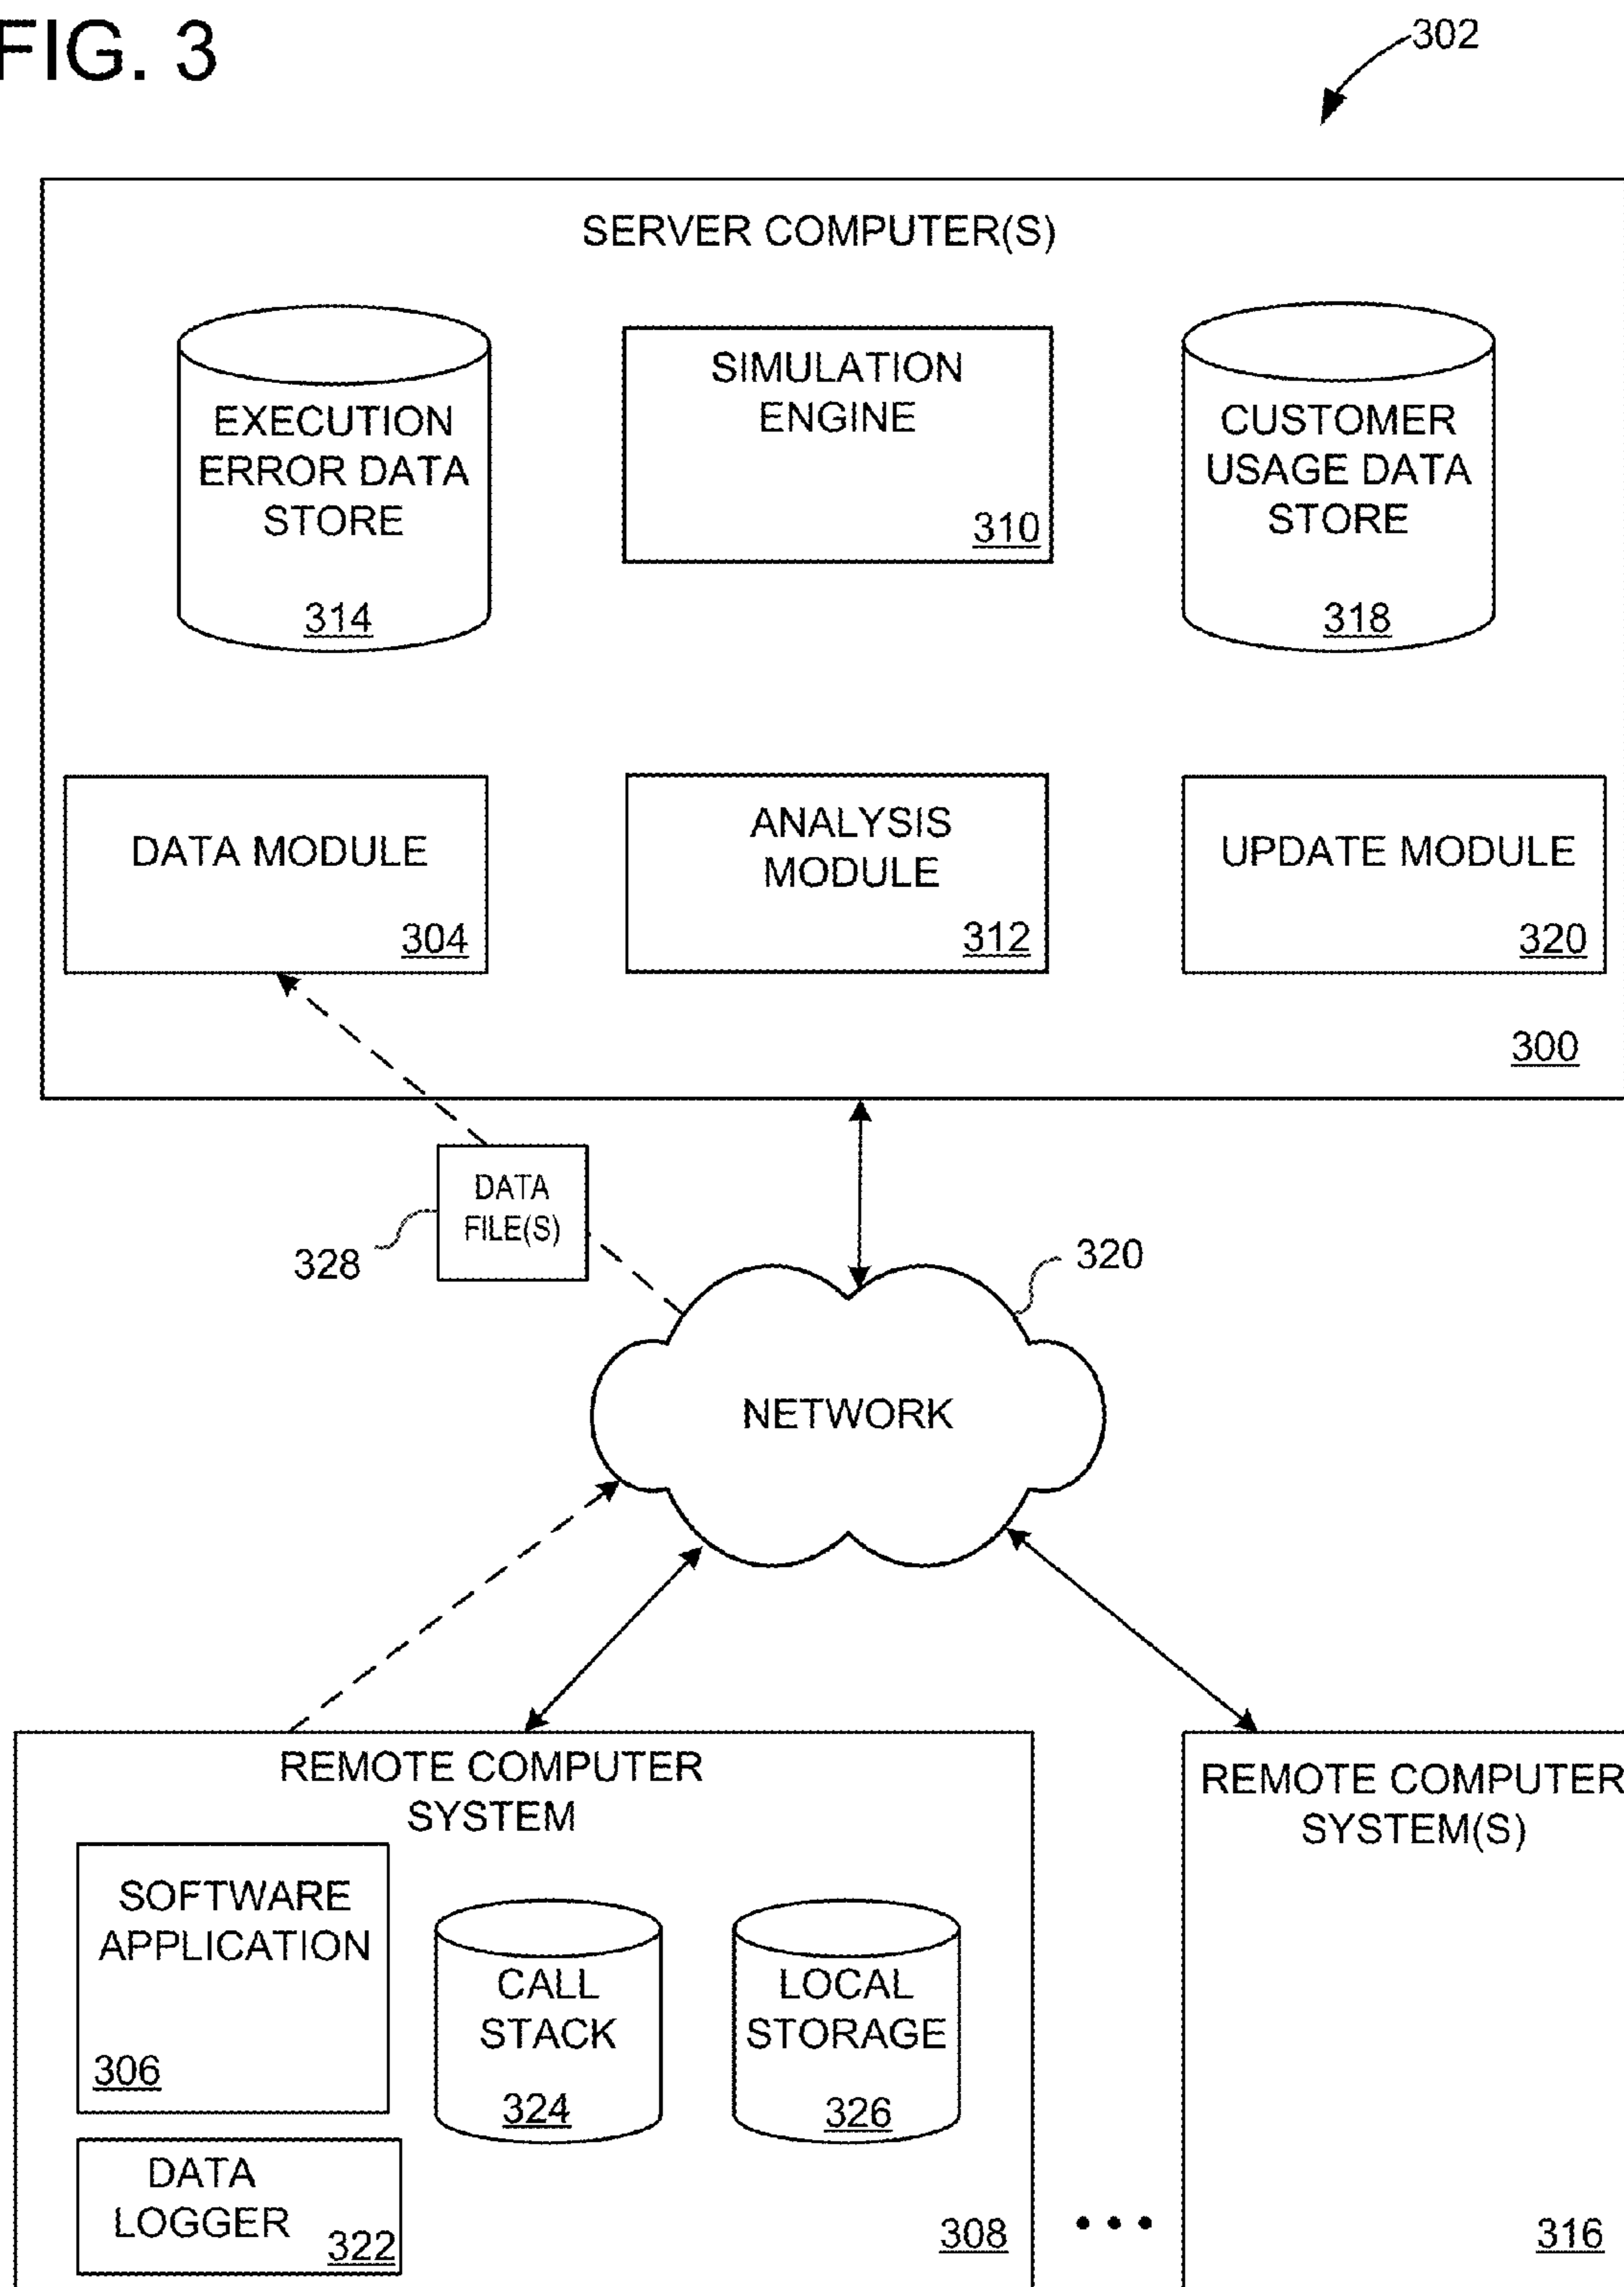 FIG. 3
302
SERVER COMPUTER(S)
EXECUTION
ERROR DATA
STORE
314
SIMULATION
ENGINE
310
CUSTOMER
USAGE DATA
STORE
318
DATA MODULE
304
ANALYSIS
MODULE
312
UPDATE MODULE
320
300
DATA
FILE(S)
328
320
NETWORK
REMOTE COMPUTER
SYSTEM
SOFTWARE
APPLICATION
306
CALL
STACK
324
LOCAL
STORAGE
326
DATA
LOGGER
322
308
• • •
REMOTE COMPUTER
SYSTEM(S)
316